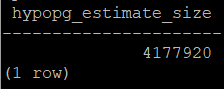 hypopg_estimate_size
----------------------
4177920
(1 row)